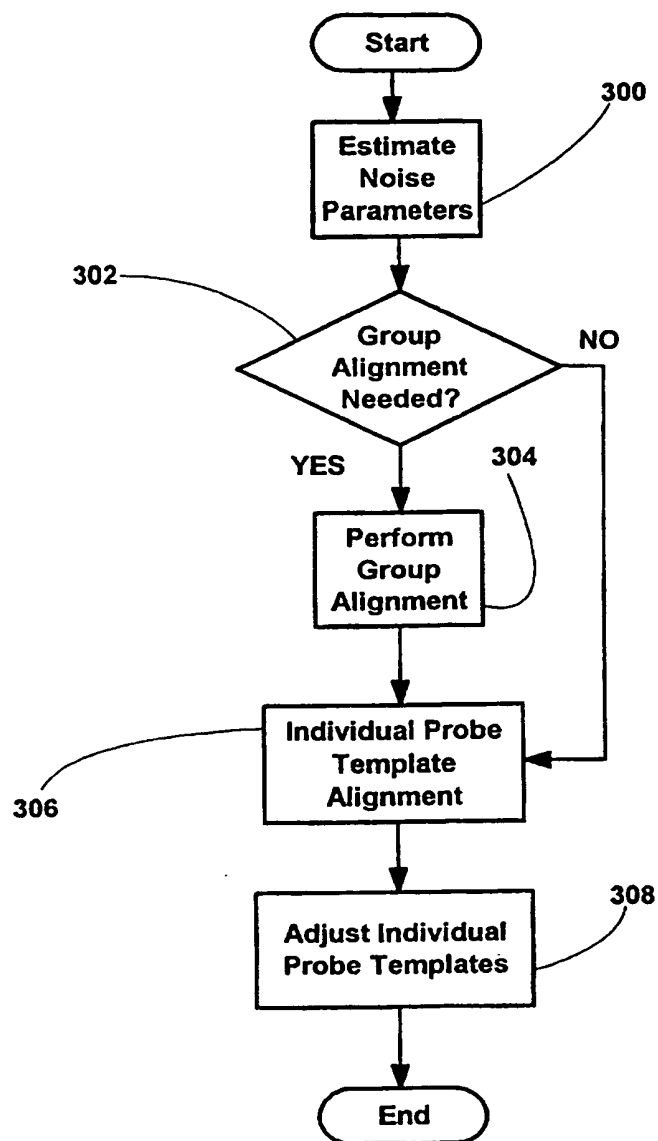 Start
300
Estimate
Noise
Parameters
302
Group
Alignment
Needed?
NO
YES
304
Perform
Group
Alignment
Individual Probe
Template
Alignment
306
308
Adjust Individual
Probe Templates
End